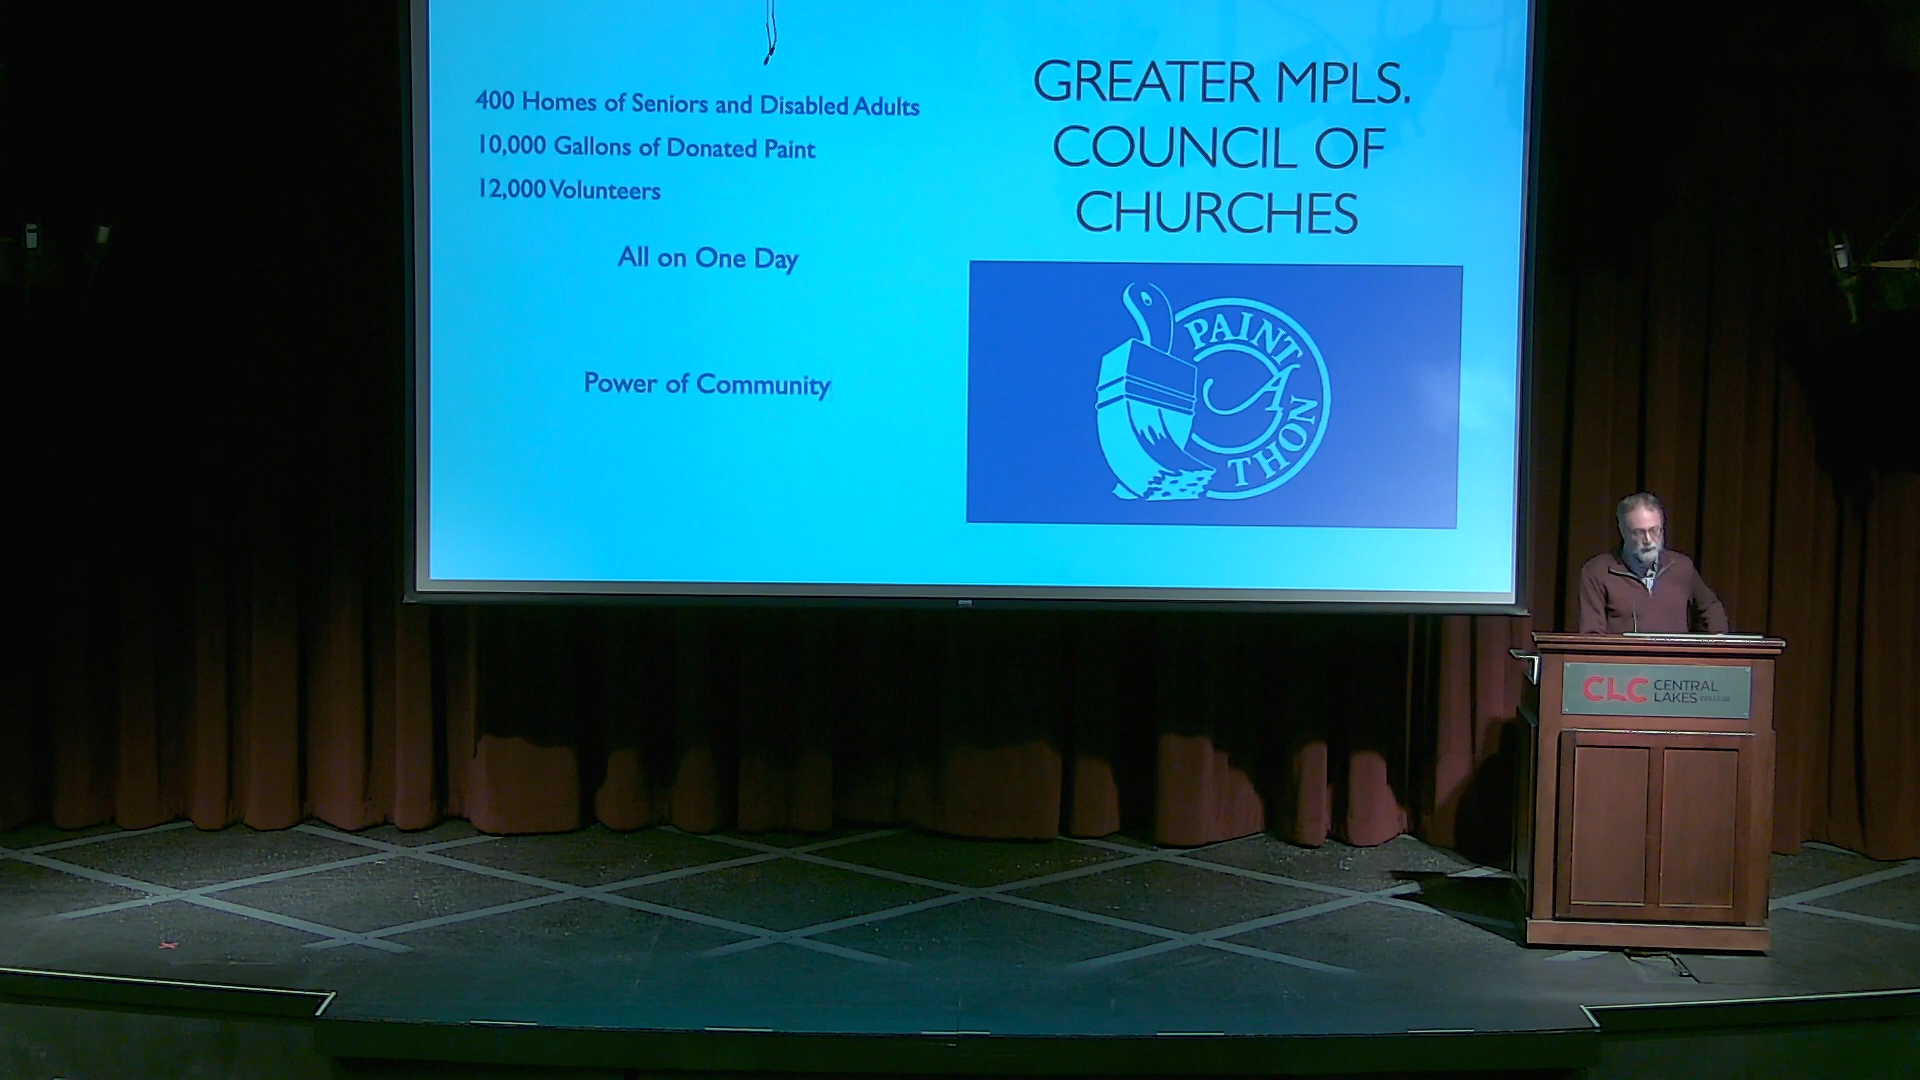 400 Homes of Seniors and Disabled Adults
10,000 Gallons of Donated Paint
12,000 Volunteers
All on One Day
Power of Community
GREATER MPLS.
COUNCIL OF
CHURCHES
PAINT
A
THON
CLC CENTRAL
LAKES COLLEGE